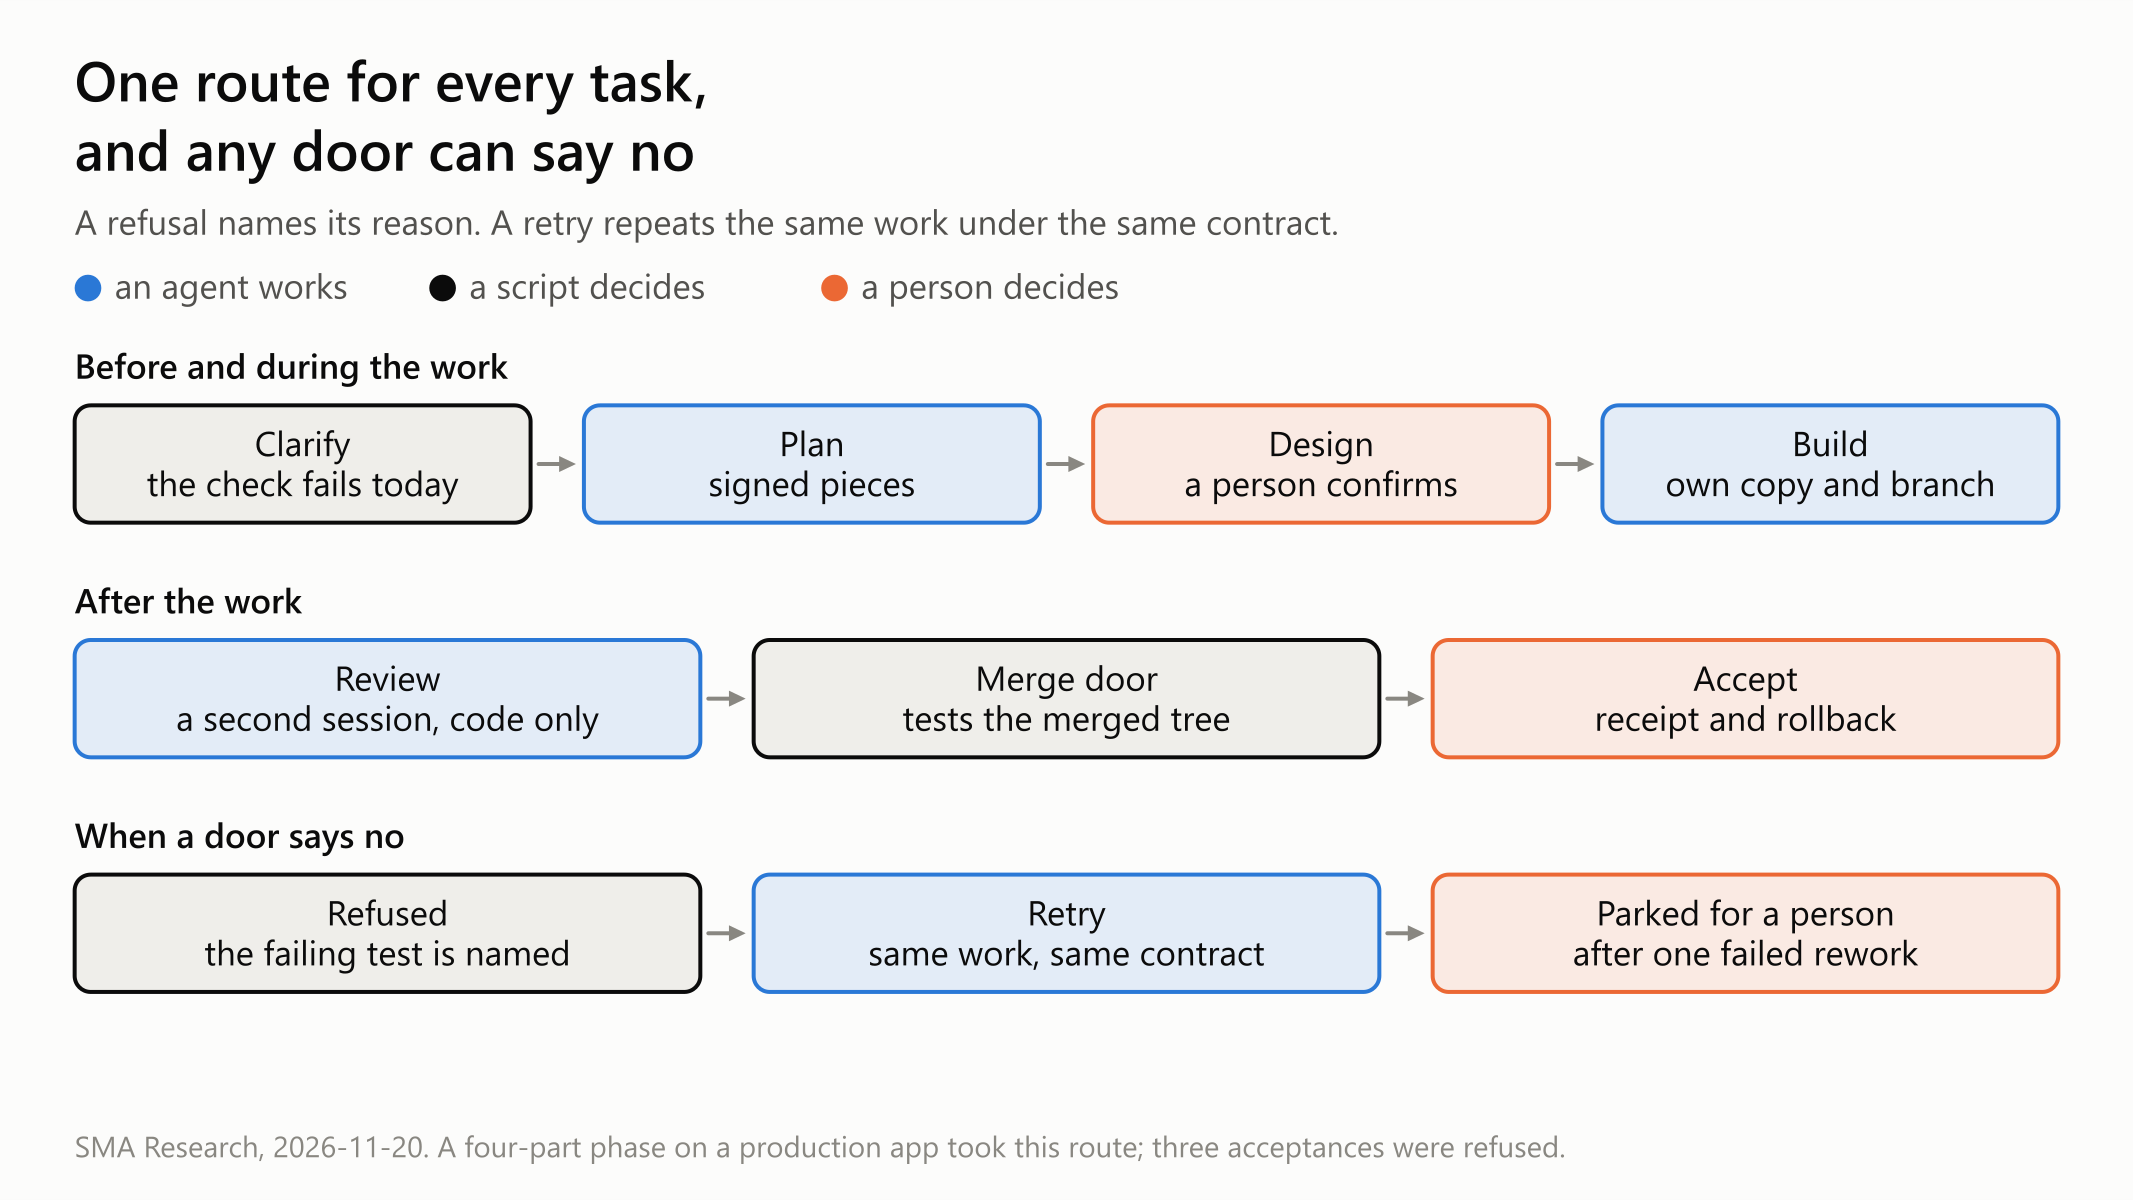 One route for every task,
and any door can say no
A refusal names its reason. A retry repeats the same work under the same contract.
an agent works
a script decides
a person decides
Before and during the work
Clarify
the check fails today
Plan
signed pieces
Design
a person confirms
Build
own copy and branch
After the work
Review
a second session, code only
Merge door
tests the merged tree
Accept
receipt and rollback
When a door says no
Refused
the failing test is named
Retry
same work, same contract
Parked for a person
after one failed rework
SMA Research, 2026-11-20. A four-part phase on a production app took this route; three acceptances were refused.